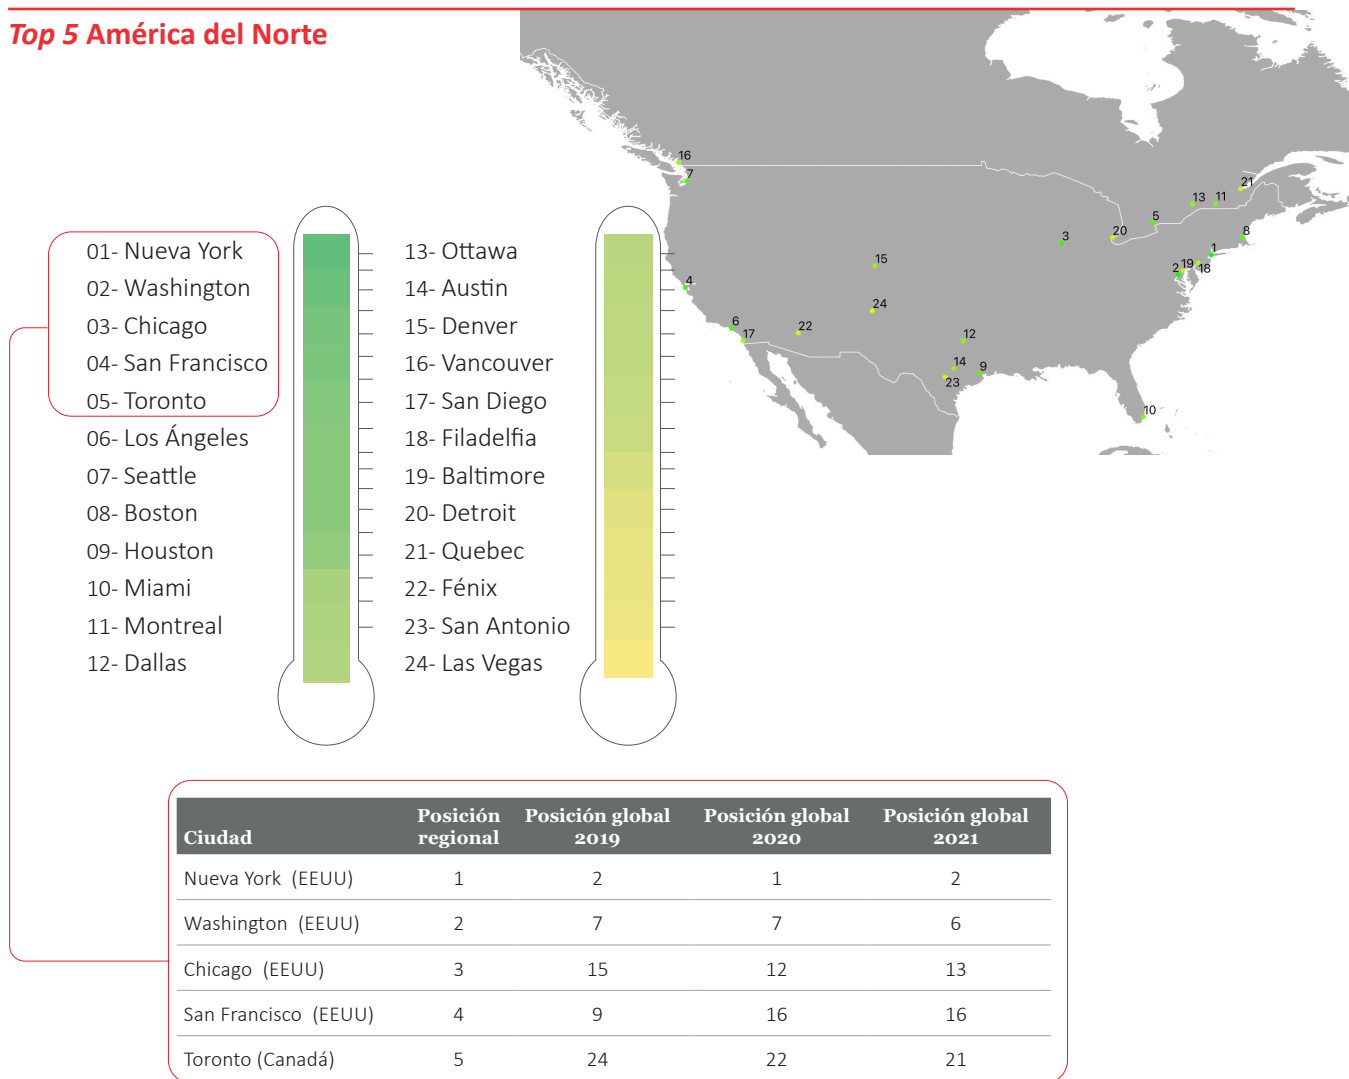 Top 5 América del Norte
01- Nueva York
02- Washington
03- Chicago
04- San Francisco
05- Toronto
06- Los Ángeles
07- Seattle
08- Boston
09- Houston
10- Miami
11- Montreal
12- Dallas
13- Ottawa
14- Austin
15- Denver
16- Vancouver
17- San Diego
18- Filadelfia
19- Baltimore
20- Detroit
21- Quebec
22- Fénix
23- San Antonio
24- Las Vegas
16
7
21
13 11
5
20
8
3
1
2 19
18
15
4
24
6
22
17
12
14
9
23
10
Ciudad Posición regional Posición global 2019 Posición global 2020 Posición global 2021
Nueva York (EEUU) 1 2 1 2
Washington (EEUU) 2 7 7 6
Chicago (EEUU) 3 15 12 13
San Francisco (EEUU) 4 9 16 16
Toronto (Canadá) 5 24 22 21